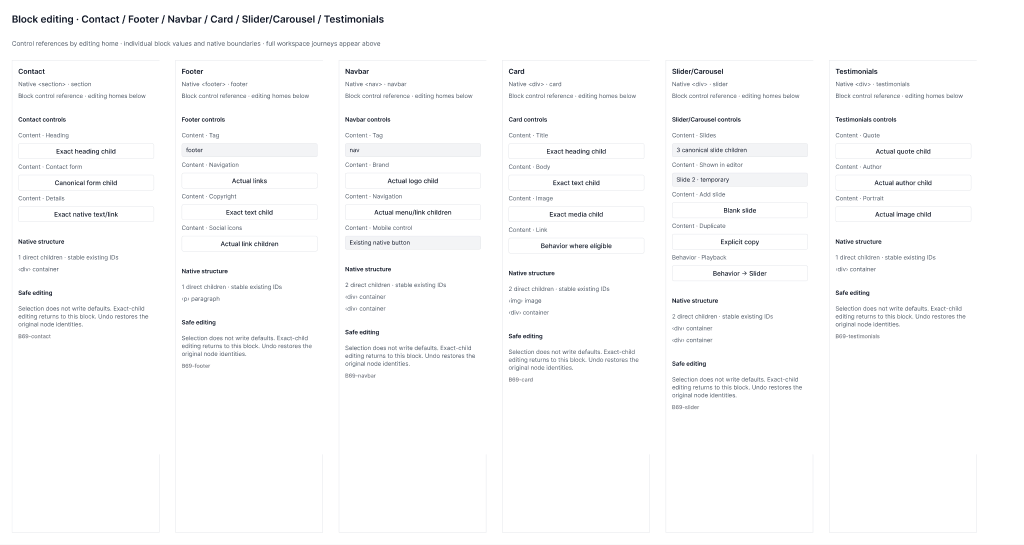 Block editing · Contact / Footer / Navbar / Card / Slider/Carousel / Testimonials
Control references by editing home · individual block values and native boundaries · full workspace journeys appear above
Contact
Native <section> · section
Block control reference · editing homes below
Contact controls
Content · Heading
Exact heading child
Content · Contact form
Canonical form child
Content · Details
Exact native text/link
Native structure
1 direct children · stable existing IDs
<div> container
Safe editing
Selection does not write defaults. Exact-child
editing returns to this block. Undo restores the
original node identities.
B69-contact
Footer
Native <footer> · footer
Block control reference · editing homes below
Footer controls
Content · Tag
footer
Content · Navigation
Actual links
Content · Copyright
Exact text child
Content · Social icons
Actual link children
Native structure
1 direct children · stable existing IDs
<p> paragraph
Safe editing
Selection does not write defaults. Exact-child
editing returns to this block. Undo restores the
original node identities.
B69-footer
Navbar
Native <nav> · navbar
Block control reference · editing homes below
Navbar controls
Content · Tag
nav
Content · Brand
Actual logo child
Content · Navigation
Actual menu/link children
Content · Mobile control
Existing native button
Native structure
2 direct children · stable existing IDs
<div> container
<div> container
Safe editing
Selection does not write defaults. Exact-child
editing returns to this block. Undo restores the
original node identities.
B69-navbar
Card
Native <div> · card
Block control reference · editing homes below
Card controls
Content · Title
Exact heading child
Content · Body
Exact text child
Content · Image
Exact media child
Content · Link
Behavior where eligible
Native structure
2 direct children · stable existing IDs
<img> image
<div> container
Safe editing
Selection does not write defaults. Exact-child
editing returns to this block. Undo restores the
original node identities.
B69-card
Slider/Carousel
Native <div> · slider
Block control reference · editing homes below
Slider/Carousel controls
Content · Slides
3 canonical slide children
Content · Shown in editor
Slide 2 · temporary
Content · Add slide
Blank slide
Content · Duplicate
Explicit copy
Behavior · Playback
Behavior → Slider
Native structure
2 direct children · stable existing IDs
<div> container
<div> container
Safe editing
Selection does not write defaults. Exact-child
editing returns to this block. Undo restores the
original node identities.
B69-slider
Testimonials
Native <div> · testimonials
Block control reference · editing homes below
Testimonials controls
Content · Quote
Actual quote child
Content · Author
Actual author child
Content · Portrait
Actual image child
Native structure
1 direct children · stable existing IDs
<div> container
Safe editing
Selection does not write defaults. Exact-child
editing returns to this block. Undo restores the
original node identities.
B69-testimonials